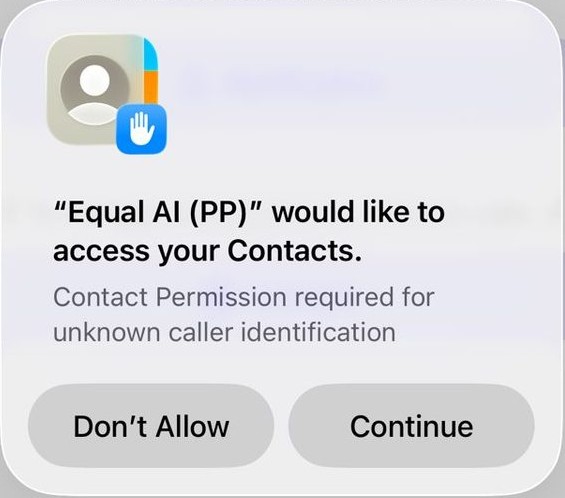 “Equal AI (PP)” would like to
access your Contacts.
Contact Permission required for
unknown caller identification
Don’t Allow
Continue